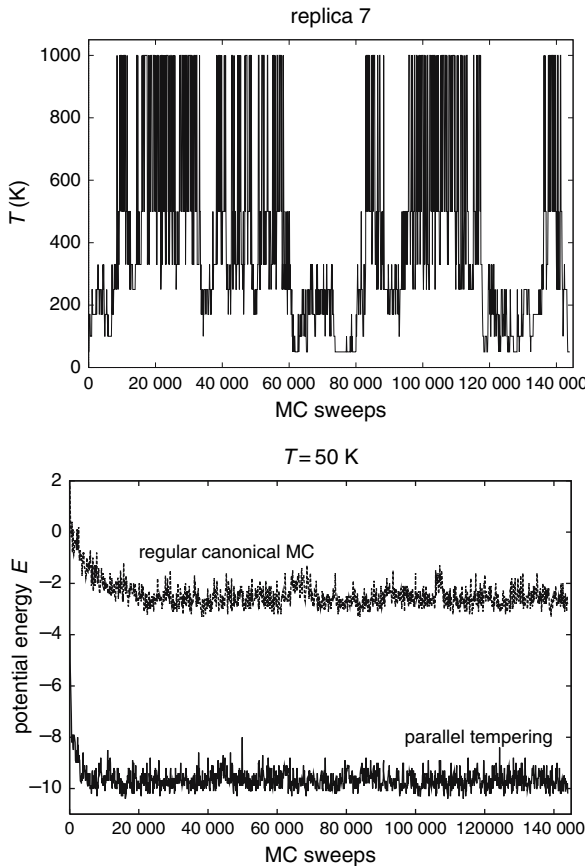 replica 7
1000
800
600
400
200
0
T (K)
0 20 000 40 000 60 000 80 000 100 000 120 000 140 000
MC sweeps
T = 50 K
2
0
−2
−4
−6
−8
−10
potential energy E
regular canonical MC
parallel tempering
0 20 000 40 000 60 000 80 000 100 000 120 000 140 000
MC sweeps